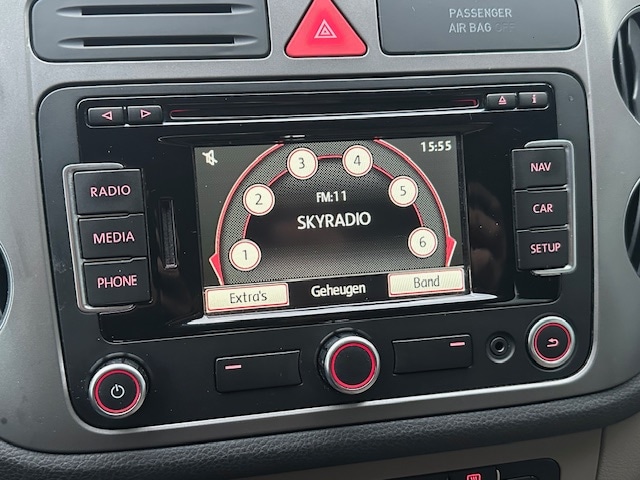 PASSENGER
AIR BAG OFF
i
RADIO
MEDIA
PHONE
15:55
1
2
3
4
5
6
FM:11
SKYRADIO
Extra's
Geheugen
Band
NAV
CAR
SETUP